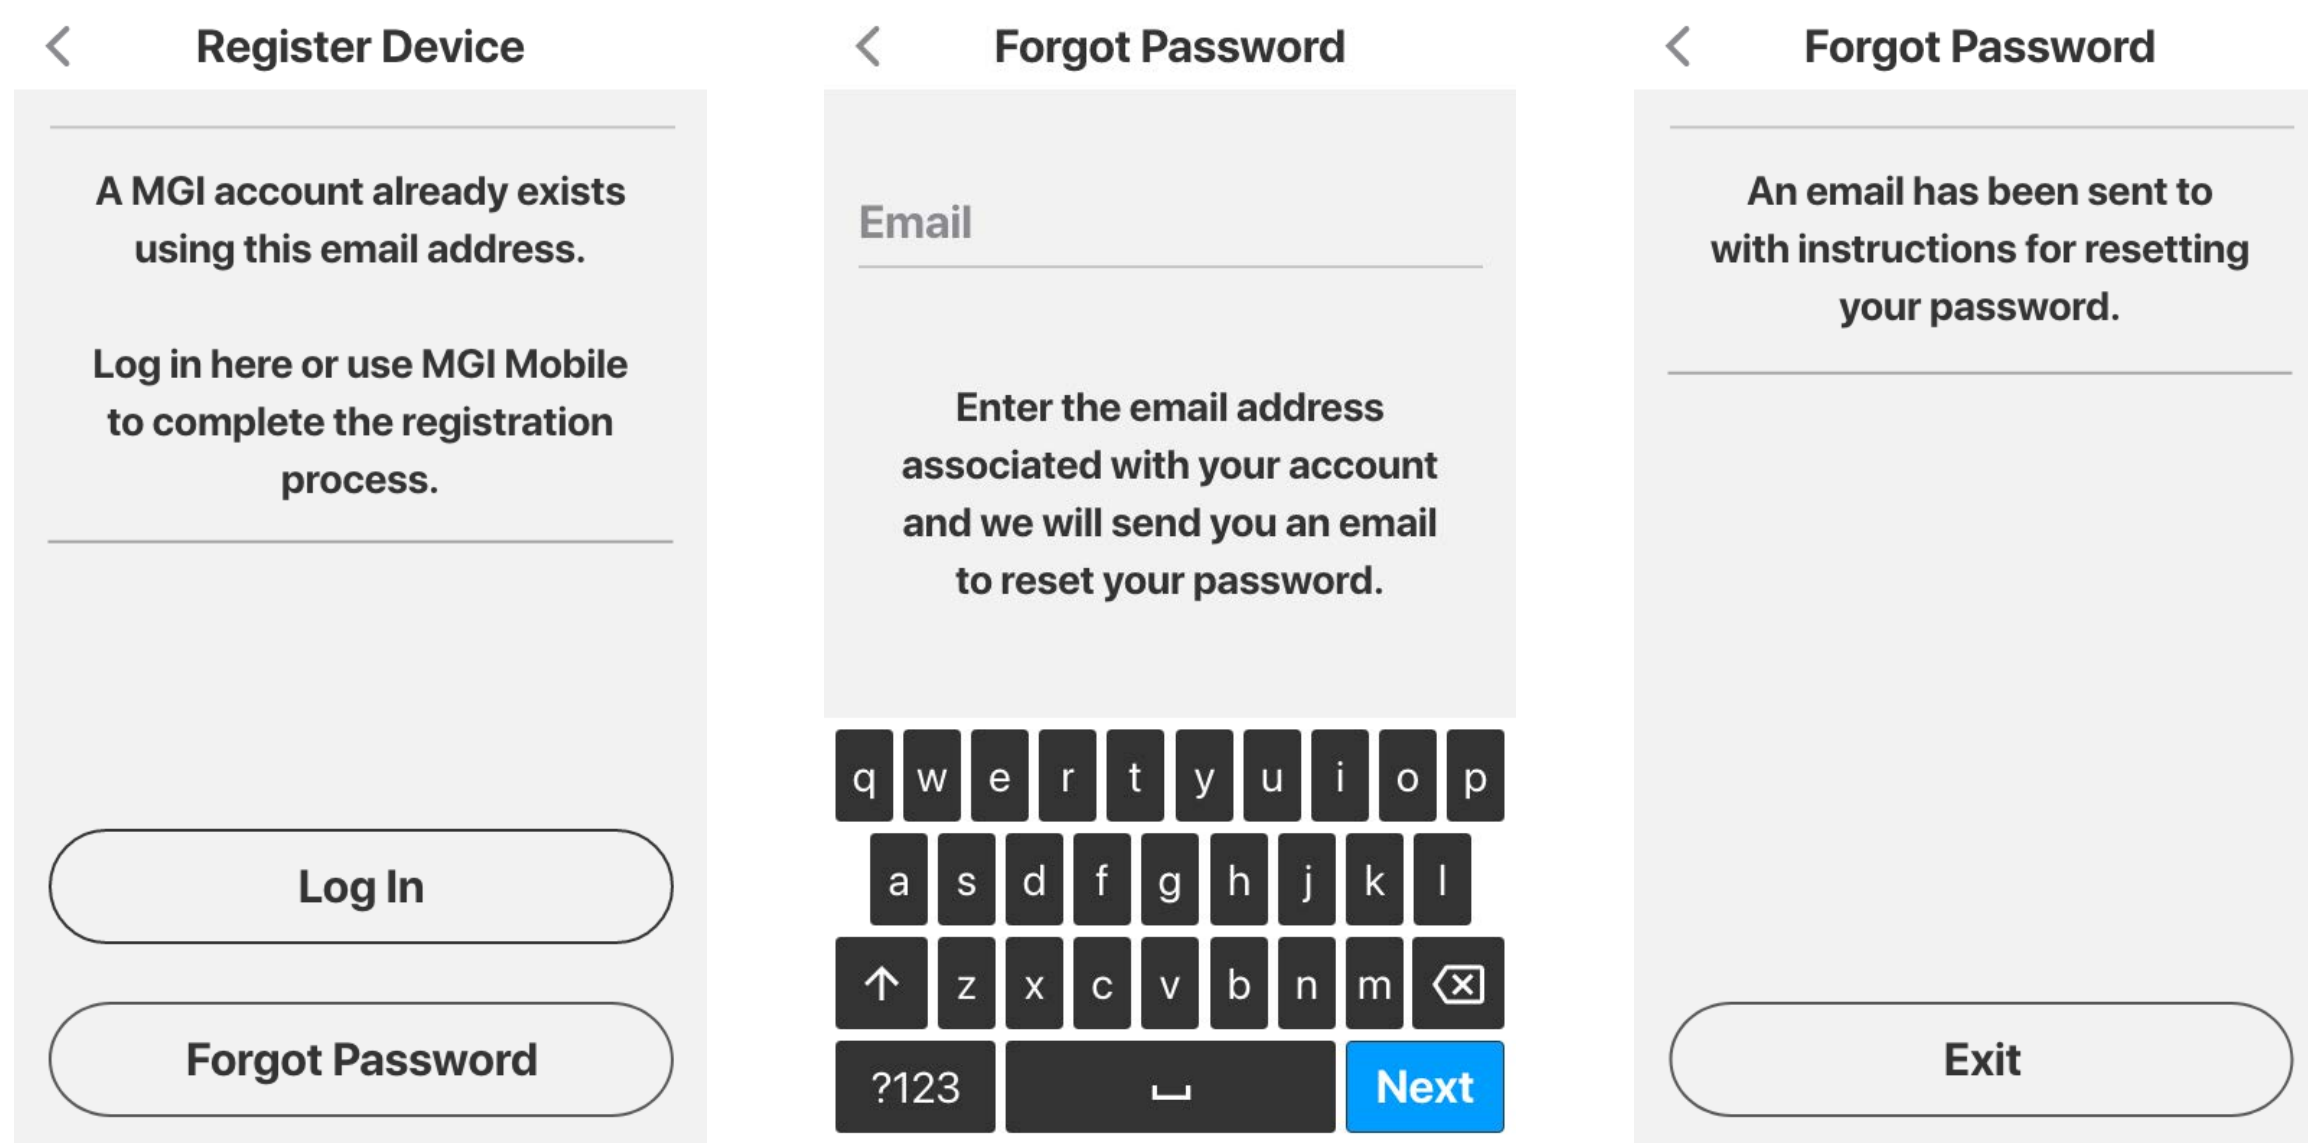 Register Device
A MGI account already exists
using this email address.
Log in here or use MGI Mobile
to complete the registration
process.
Log In
Forgot Password
Forgot Password
Email
Enter the email address
associated with your account
and we will send you an email
to reset your password.
q w e r t y u i o p
a s d f g h j k l
z x c v b n m
?123 Next
Forgot Password
An email has been sent to
with instructions for resetting
your password.
Exit